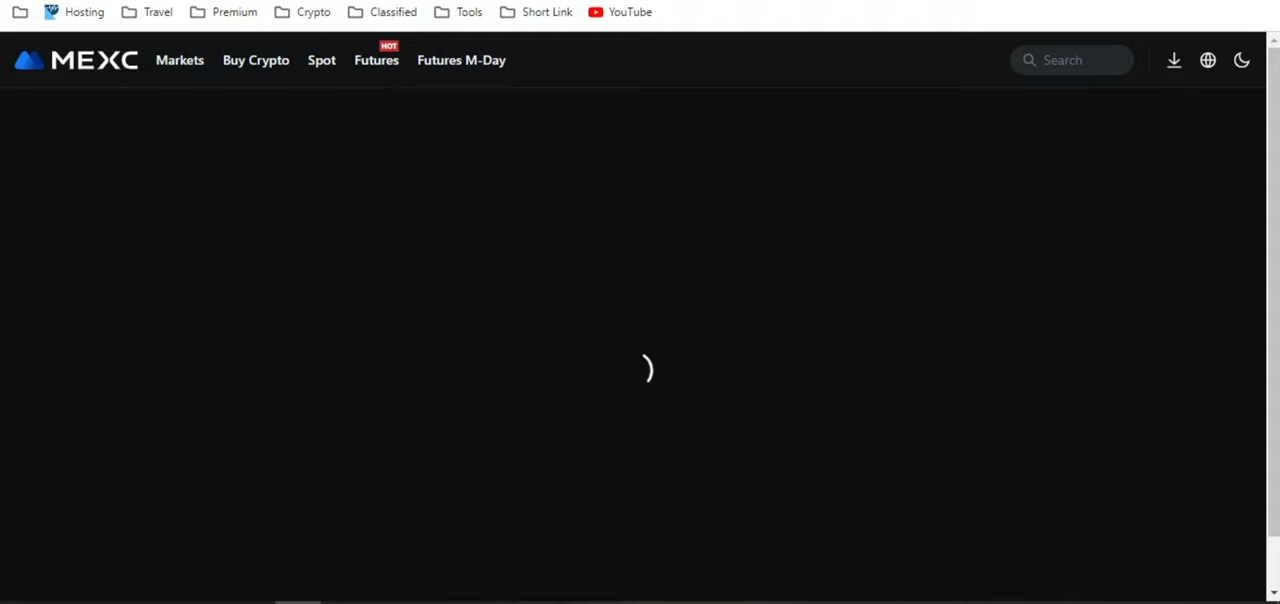 Hosting Travel Premium Crypto Classified Tools Short Link YouTube
HOT
MEXC Markets Buy Crypto Spot Futures Futures M-Day Search